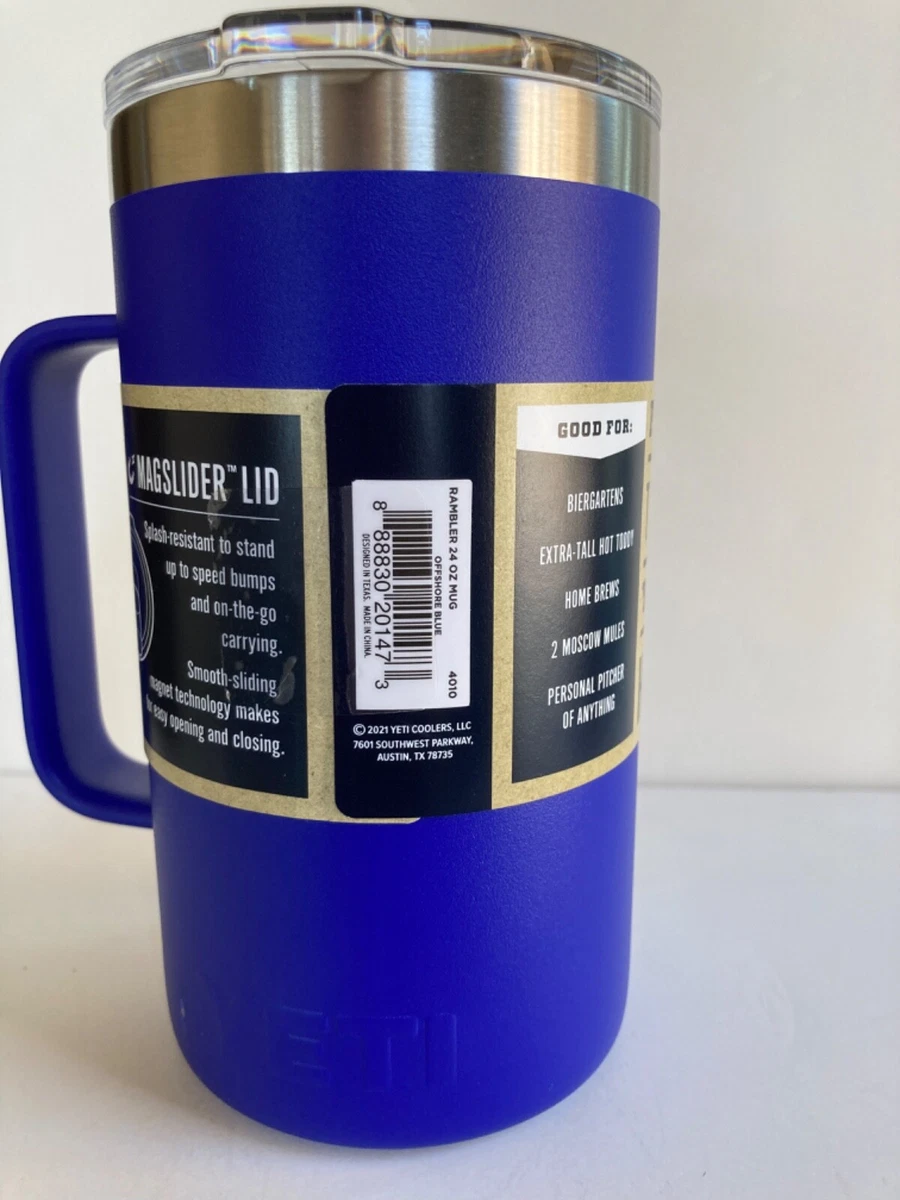 MAGSLIDER™ LID
Splash-resistant to stand
up to speed bumps
and on-the-go
carrying.
Smooth-sliding
magnet technology makes
for easy opening and closing.
RAMBLER 24 OZ MUG
OFFSHORE BLUE
4010
8 88830 20147 3
DESIGNED IN TEXAS. MADE IN CHINA.
© 2021 YETI COOLERS, LLC
7601 SOUTHWEST PARKWAY,
AUSTIN, TX 78735
GOOD FOR:
BIERGARTENS
EXTRA-TALL HOT TODDY
HOME BREWS
2 MOSCOW MULES
PERSONAL PITCHER
OF ANYTHING
YETI